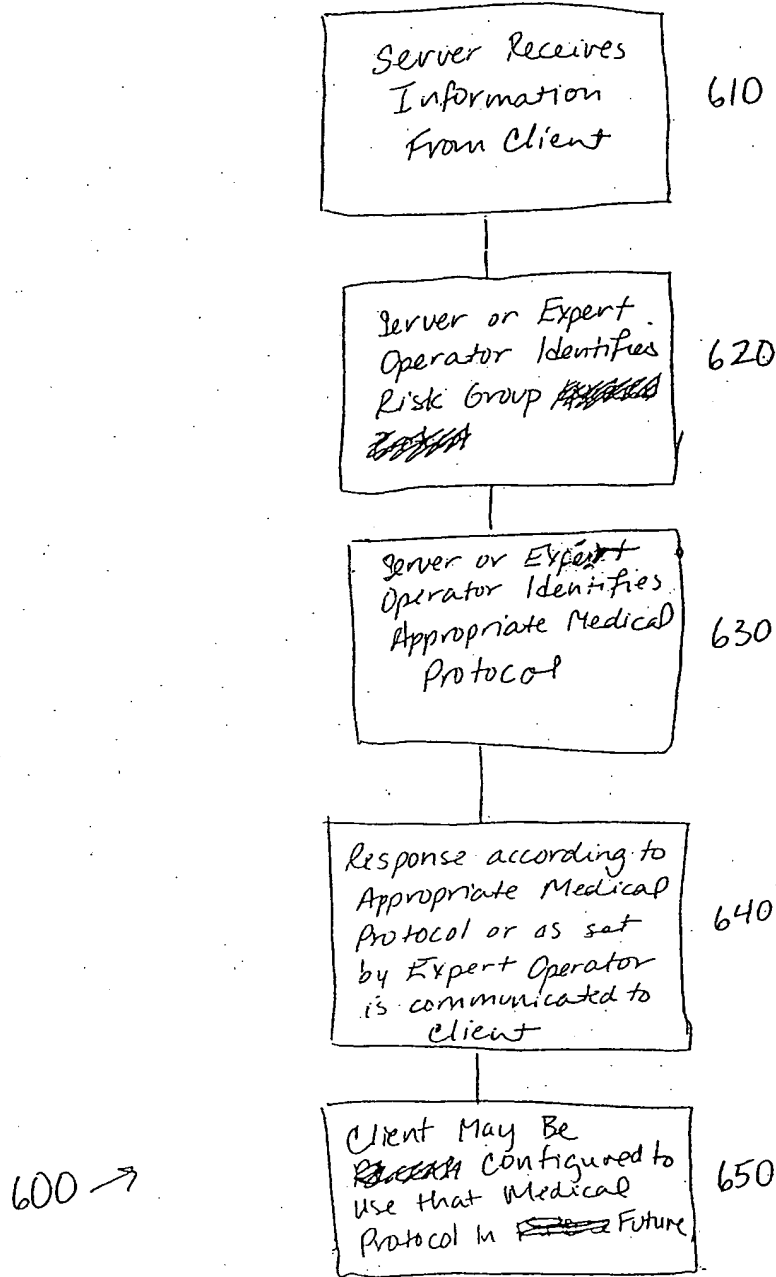 Server Receives
Information
From Client
610
Server or Expert
Operator Identifies
Risk Group
620
Server or Expert
Operator Identifies
Appropriate Medical
Protocol
630
Response according to
Appropriate Medical
Protocol or as set
by Expert Operator
is communicated to
Client
640
Client May Be
Configured to
use that Medical
Protocol In Future
650
600